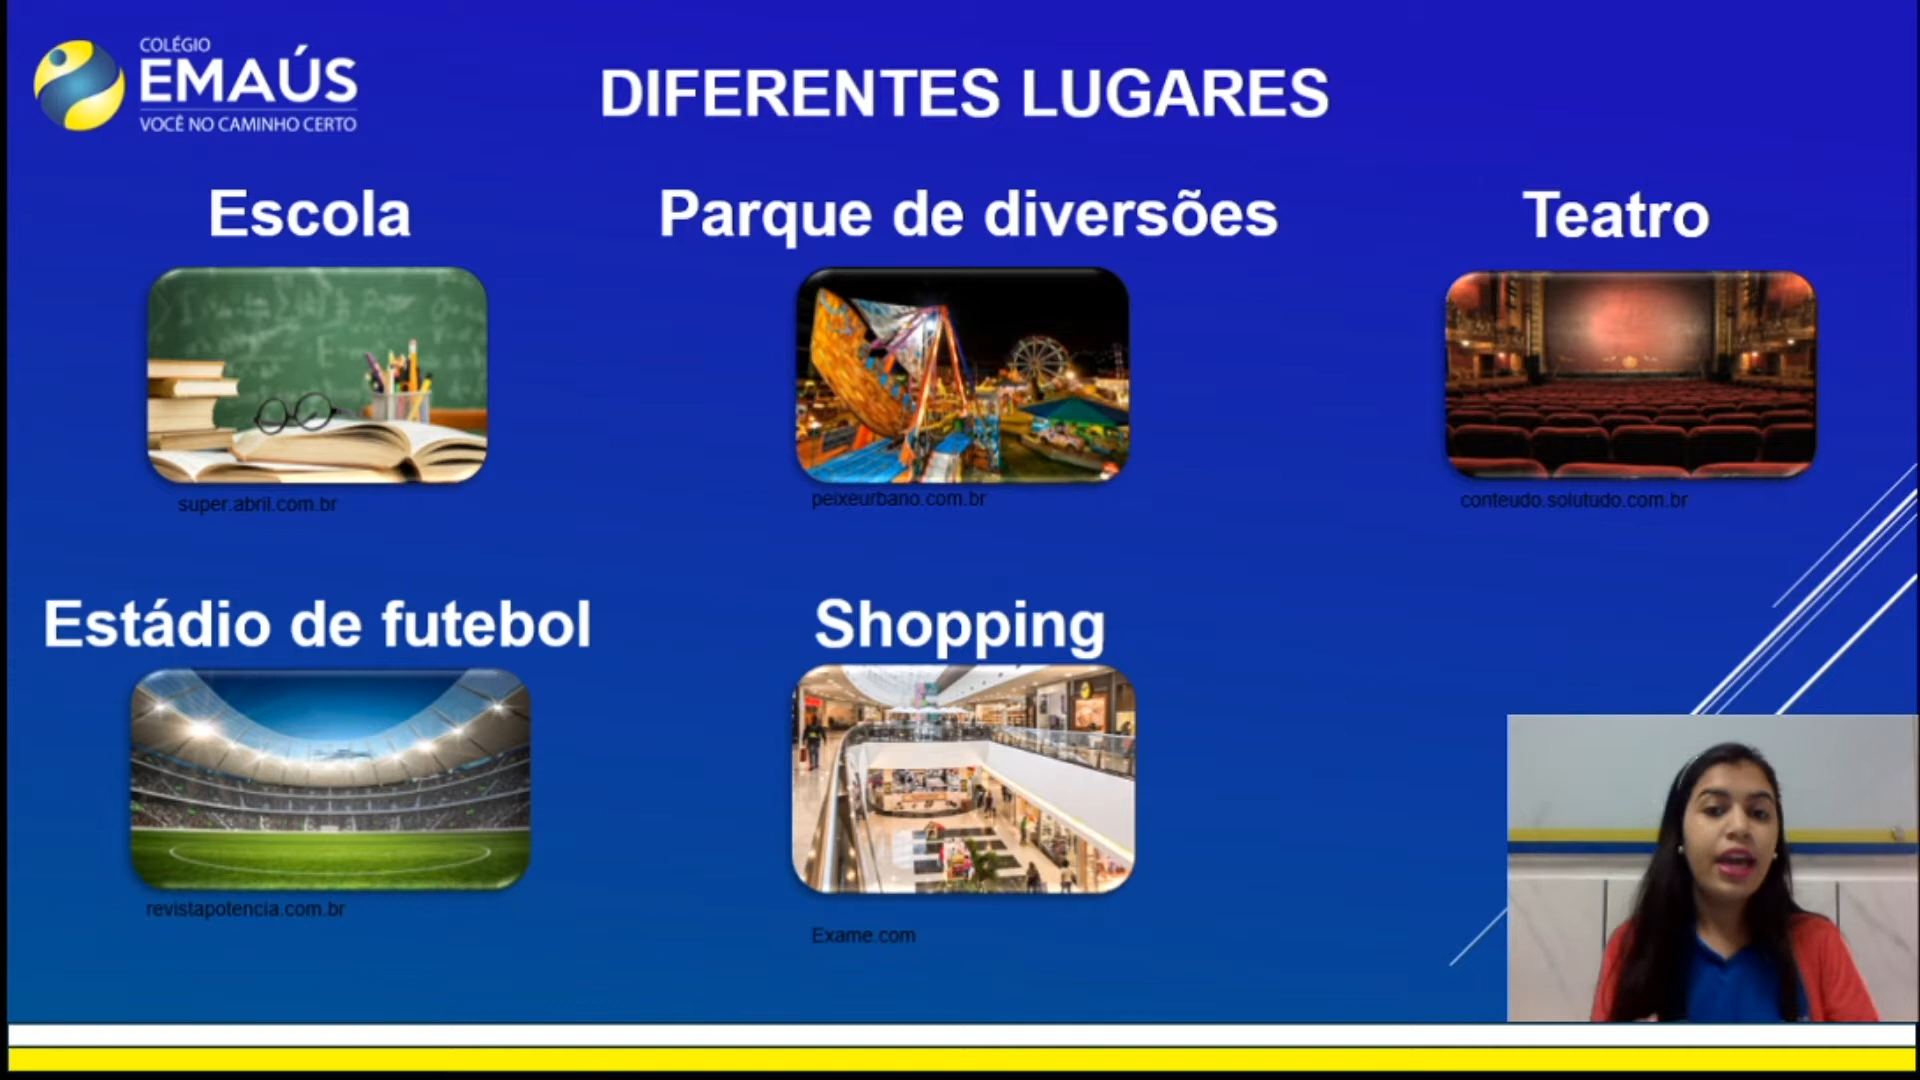 COLÉGIO
EMAÚS
VOCÊ NO CAMINHO CERTO
DIFERENTES LUGARES
Escola
Parque de diversões
Teatro
super.abril.com.br
peixeurbano.com.br
conteudo.solutudo.com.br
Estádio de futebol
Shopping
revistapotencia.com.br
Exame.com